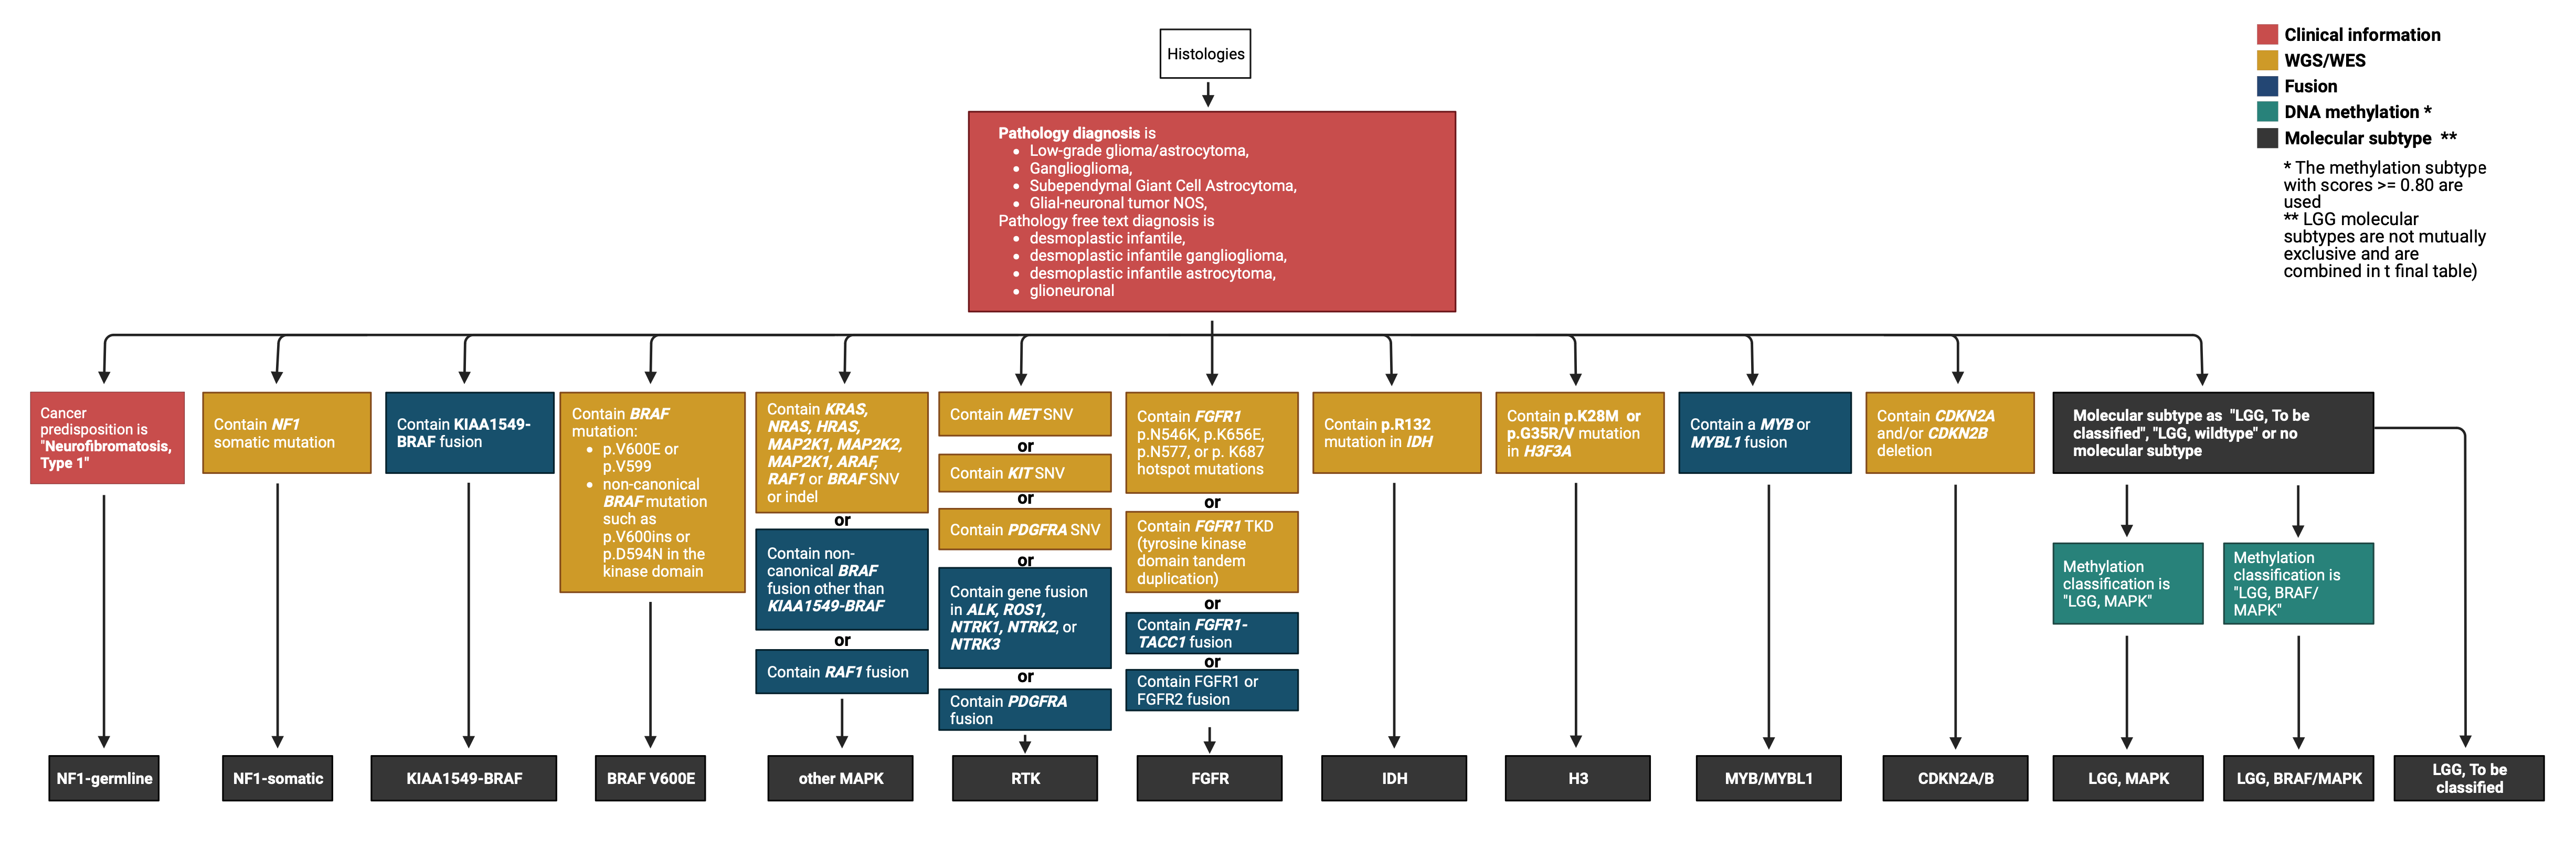 Histologies
Clinical information
WGS/WES
Fusion
DNA methylation *
Molecular subtype **
* The methylation subtype
with scores >= 0.80 are
used
** LGG molecular
subtypes are not mutually
exclusive and are
combined in t final table)
Pathology diagnosis is
• Low-grade glioma/astrocytoma,
• Ganglioglioma,
• Subependymal Giant Cell Astrocytoma,
• Glial-neuronal tumor NOS,
Pathology free text diagnosis is
• desmoplastic infantile,
• desmoplastic infantile ganglioglioma,
• desmoplastic infantile astrocytoma,
• glioneuronal
Cancer
predisposition is
"Neurofibromatosis,
Type 1"
Contain NF1
somatic mutation
Contain KIAA1549-
BRAF fusion
Contain BRAF
mutation:
• p.V600E or
p.V599
• non-canonical
BRAF mutation
such as
p.V600ins or
p.D594N in the
kinase domain
Contain KRAS,
NRAS, HRAS,
MAP2K1, MAP2K2,
MAP2K1, ARAF,
RAF1 or BRAF SNV
or indel
or
Contain non-
canonical BRAF
fusion other than
KIAA1549-BRAF
or
Contain RAF1 fusion
Contain MET SNV
or
Contain KIT SNV
or
Contain PDGFRA SNV
or
Contain gene fusion
in ALK, ROS1,
NTRK1, NTRK2, or
NTRK3
or
Contain PDGFRA
fusion
Contain FGFR1
p.N546K, p.K656E,
p.N577, or p. K687
hotspot mutations
or
Contain FGFR1 TKD
(tyrosine kinase
domain tandem
duplication)
or
Contain FGFR1-
TACC1 fusion
or
Contain FGFR1 or
FGFR2 fusion
Contain p.R132
mutation in IDH
Contain p.K28M or
p.G35R/V mutation
in H3F3A
Contain a MYB or
MYBL1 fusion
Contain CDKN2A
and/or CDKN2B
deletion
Molecular subtype as "LGG, To be
classified", "LGG, wildtype" or no
molecular subtype
Methylation
classification is
"LGG, MAPK"
Methylation
classification is
"LGG, BRAF/
MAPK"
NF1-germline
NF1-somatic
KIAA1549-BRAF
BRAF V600E
other MAPK
RTK
FGFR
IDH
H3
MYB/MYBL1
CDKN2A/B
LGG, MAPK
LGG, BRAF/MAPK
LGG, To be
classified